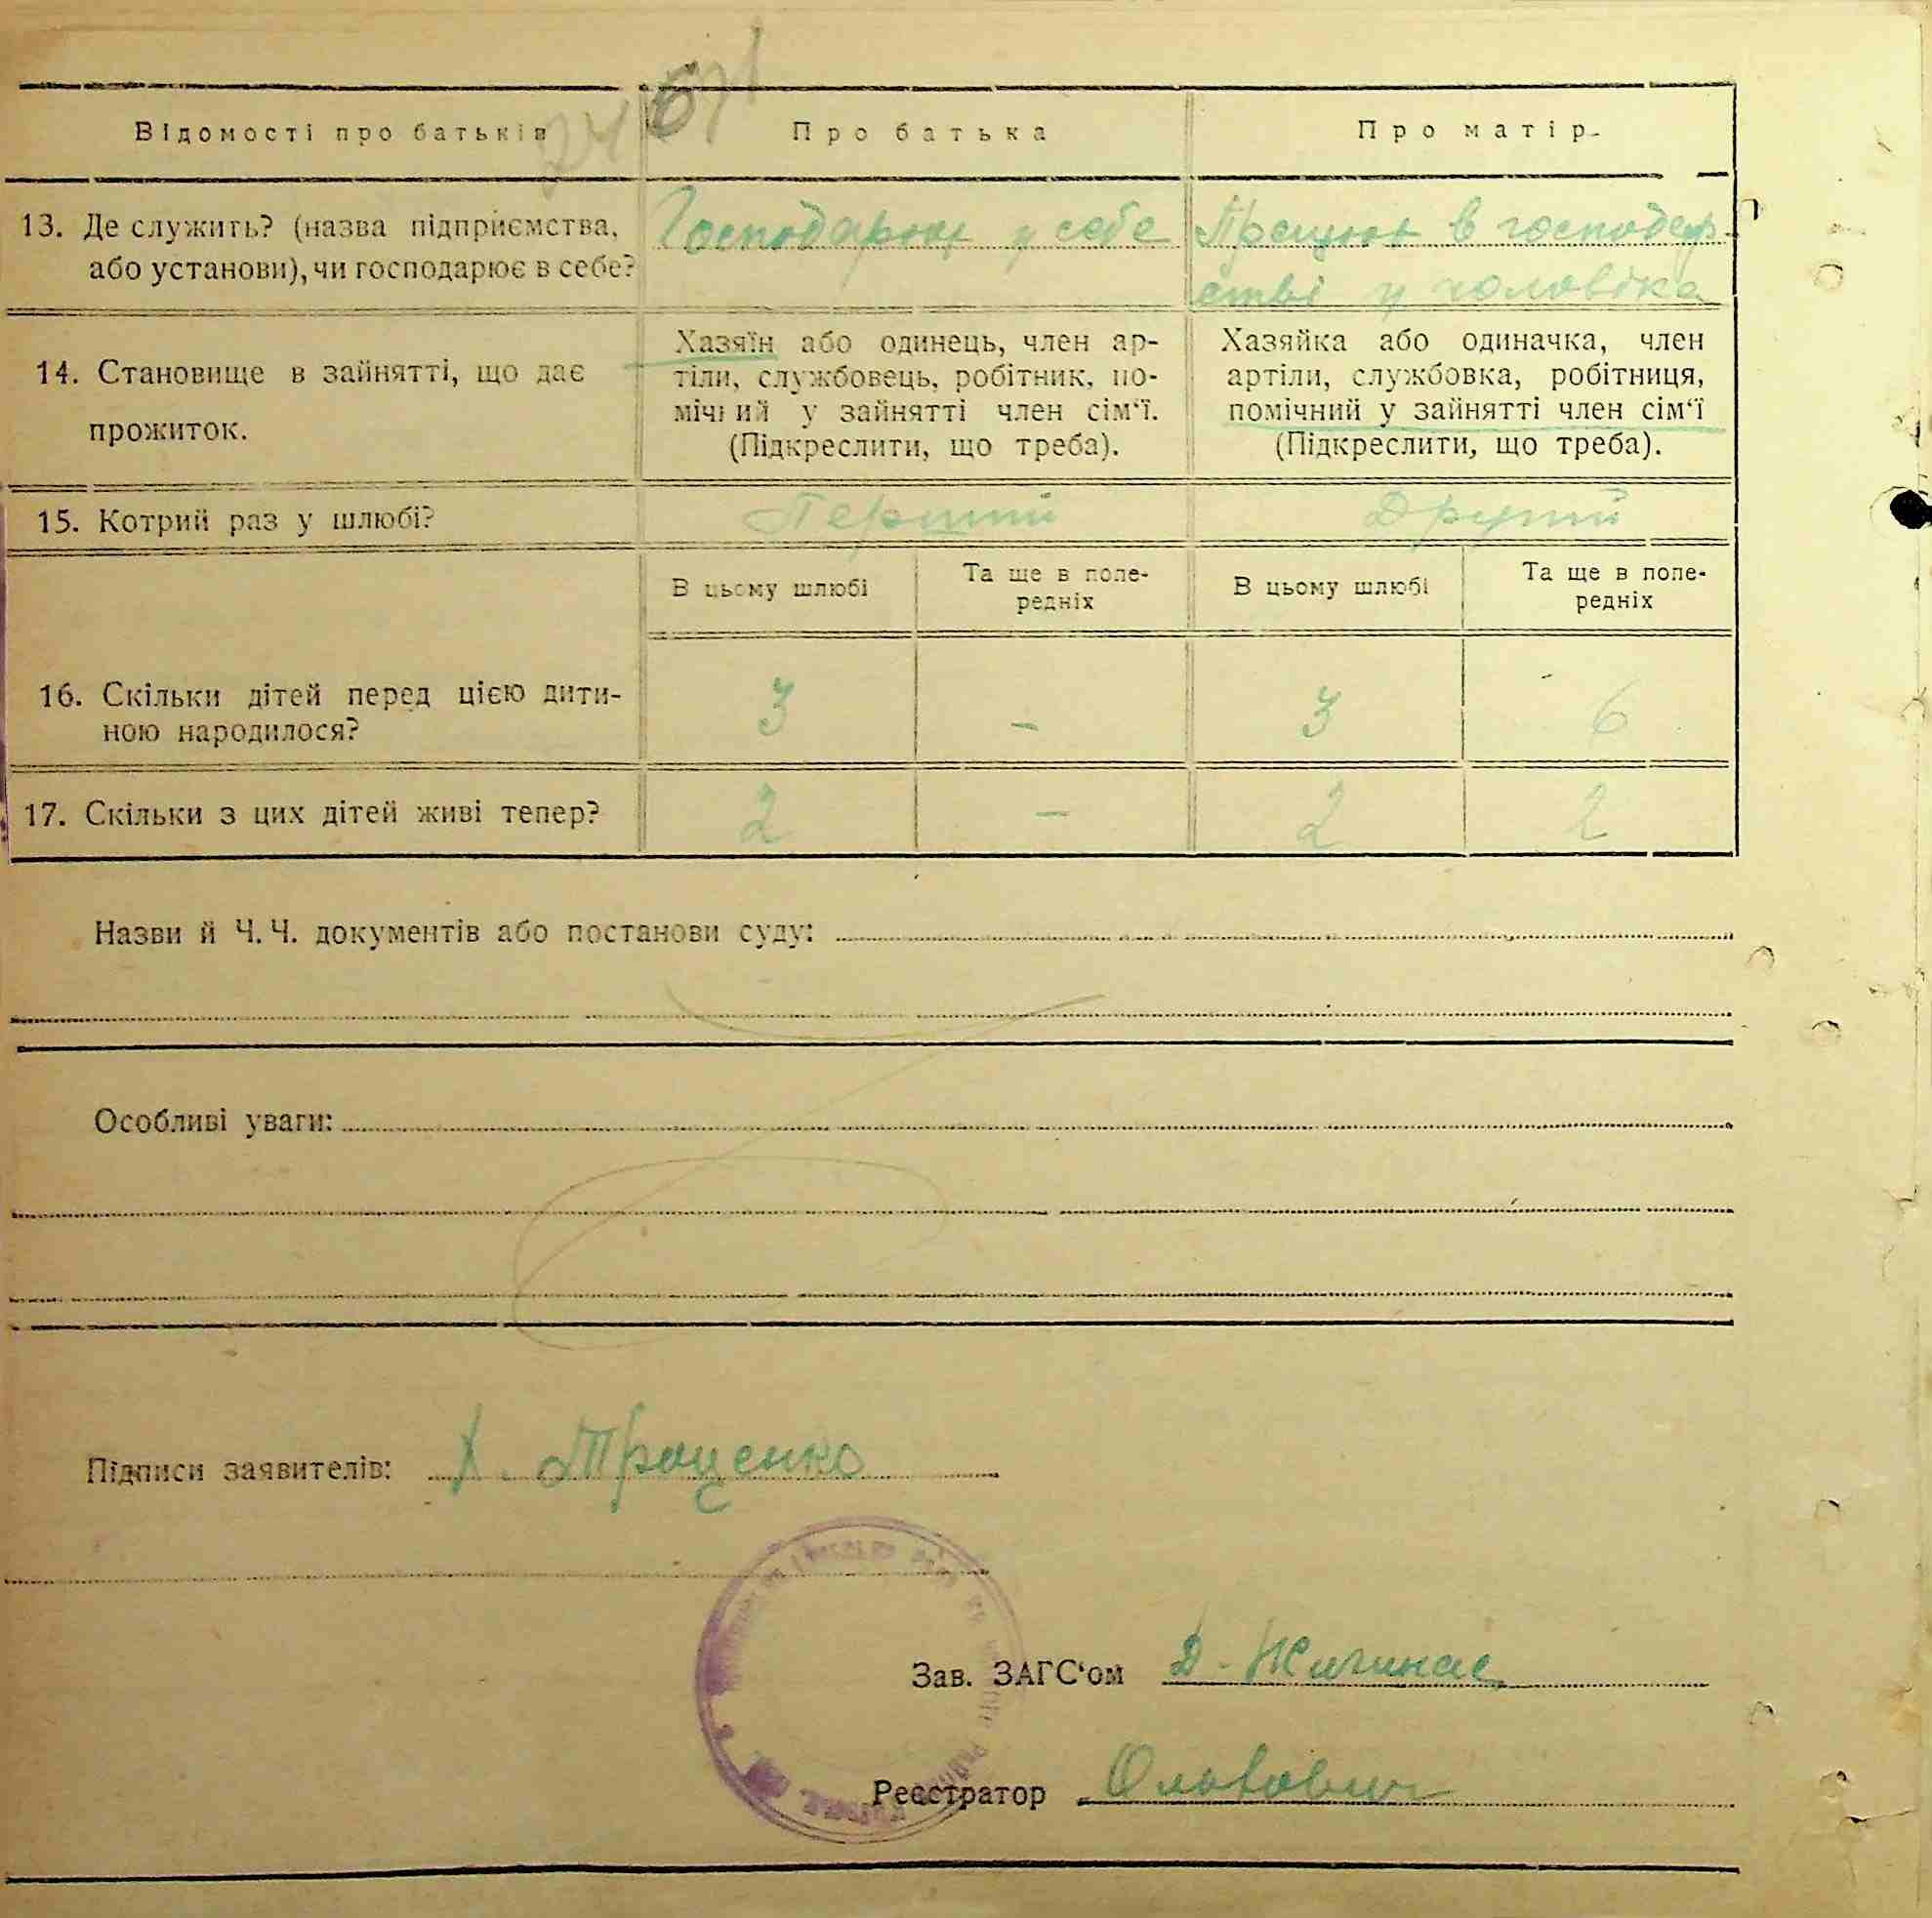 Відомості про батьків
Про батька
Про матір
13. Де служить? (назва підприємства,
або установи), чи господарює в себе?
Господарює у себе
Працює в господар-
стві у чоловіка
14. Становище в зайнятті, що дає
прожиток.
Хазяїн або одинець, член ар-
тіли, службовець, робітник, по-
мічний у зайнятті член сім‘ї.
(Підкреслити, що треба).
Хазяйка або одиначка, член
артіли, службовка, робітниця,
помічний у зайнятті член сім‘ї
(Підкреслити, що треба).
15. Котрий раз у шлюбі?
Перший
Другий
В цьому шлюбі
Та ще в попе-
редніх
В цьому шлюбі
Та ще в попе-
редніх
16. Скільки дітей перед цією дити-
ною народилося?
3
-
3
6
17. Скільки з цих дітей живі тепер?
2
-
2
2
Назви й Ч. Ч. документів або постанови суду:
Особливі уваги:
Підписи заявителів: Троценко
Зав. ЗАГС‘ом Д.
Реєстратор